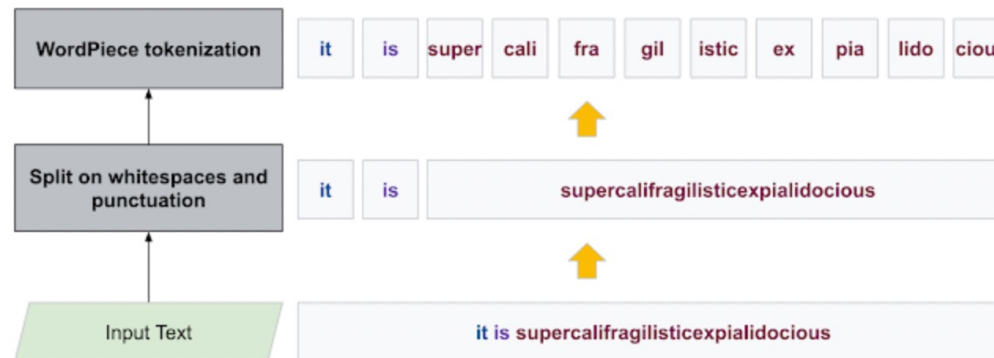 WordPiece tokenization it is super cali fra gil istic ex pia lido ciou
Split on whitespaces and punctuation it is supercalifragilisticexpialidocious
Input Text it is supercalifragilisticexpialidocious